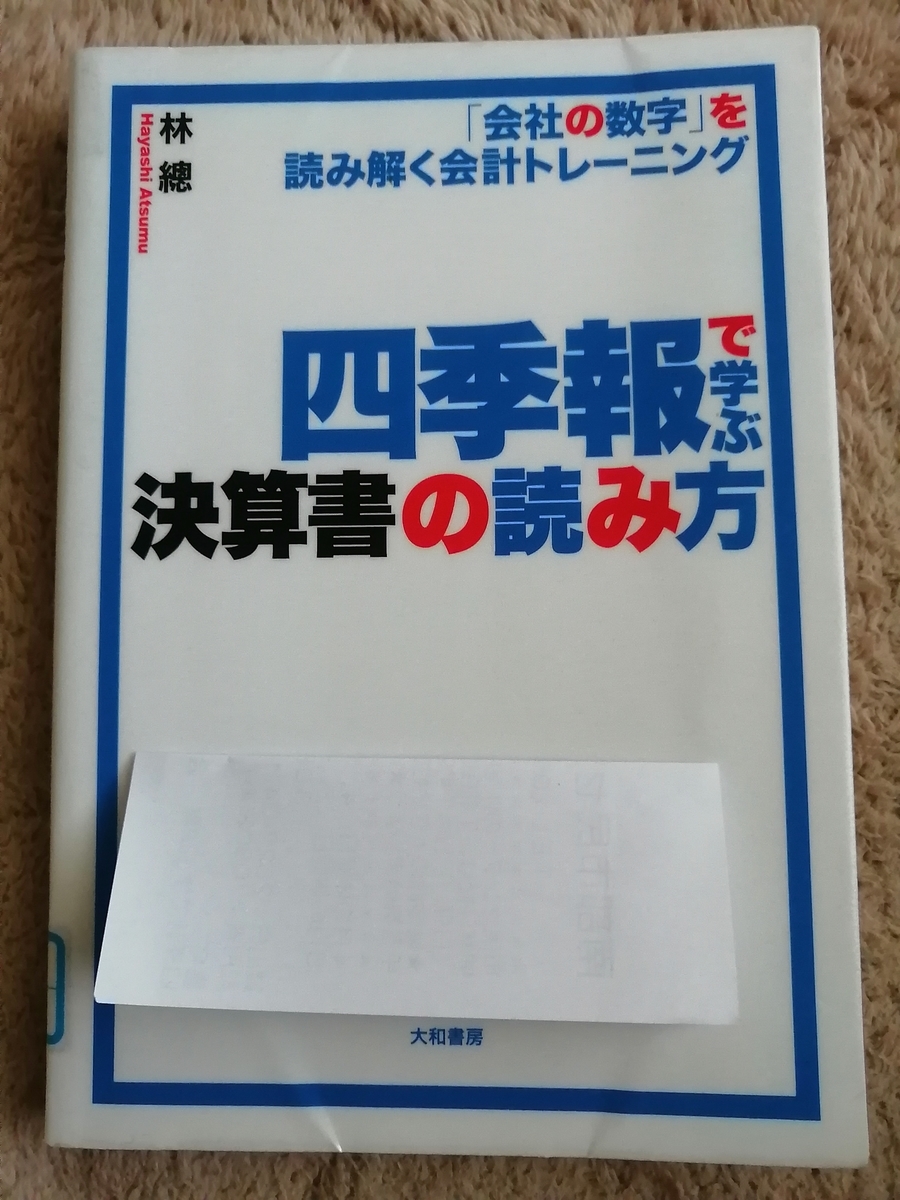 「会社の数字」を
読み解く会計トレーニング
林 總
Hayashi Atsumu
四季報で学ぶ
決算書の読み方
大和書房